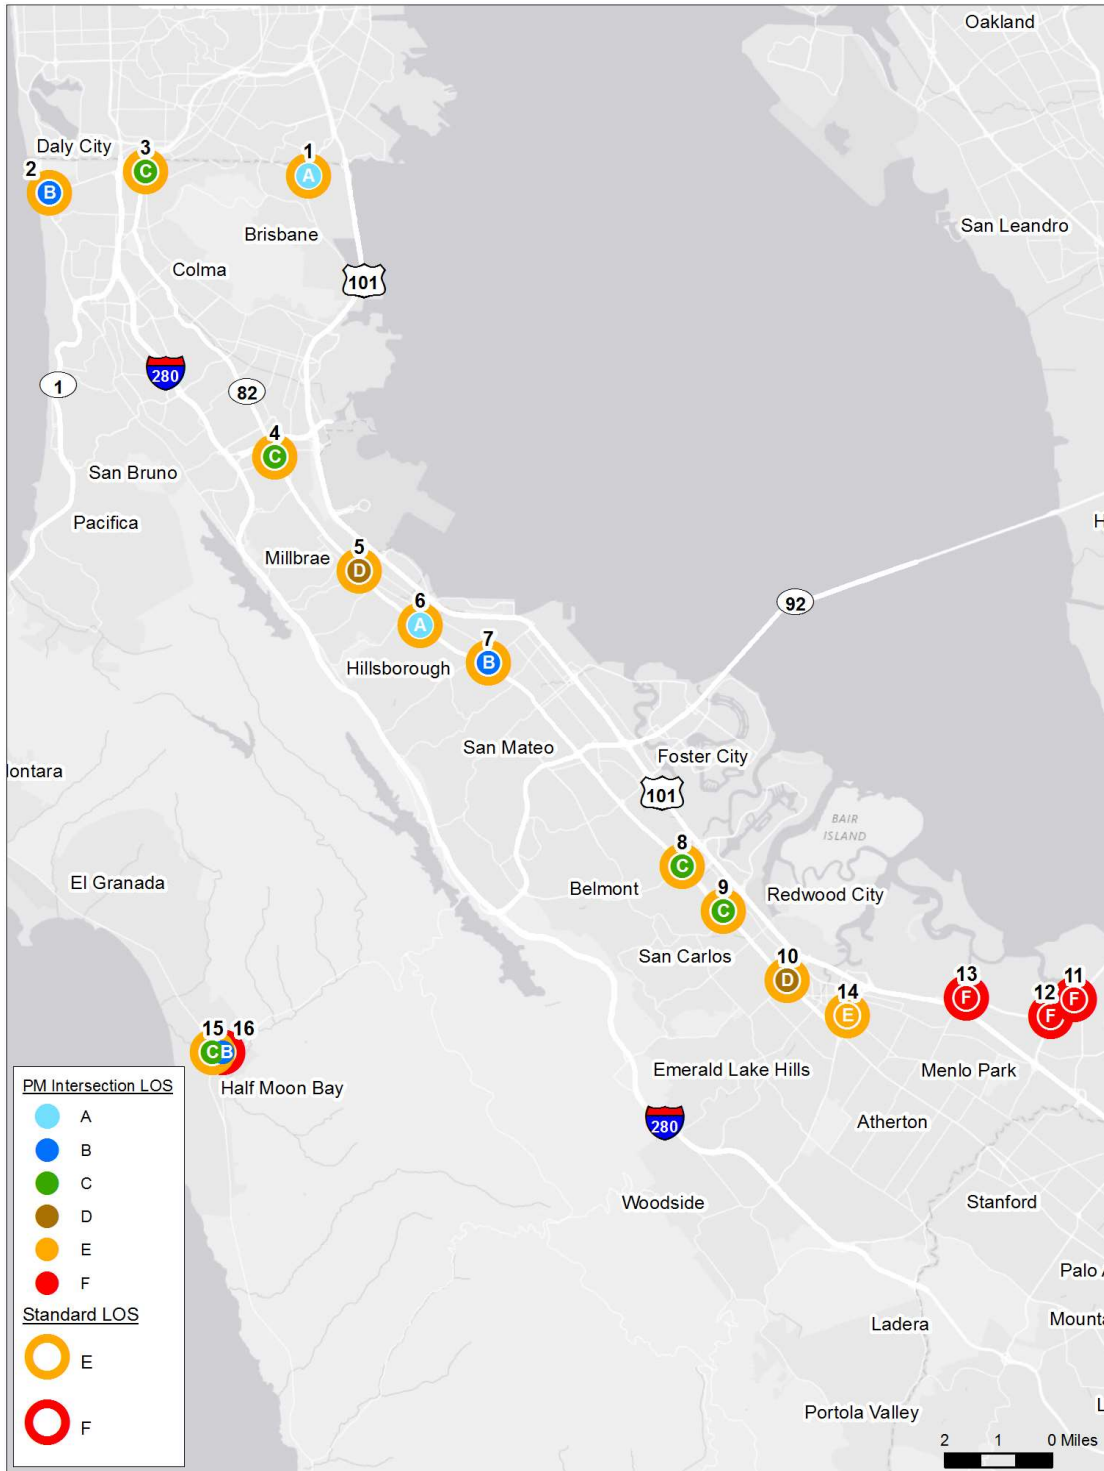 Oakland
3
1
Daly City
2
C
A
B
San Leandro
Brisbane
Colma
101
280
1
82
4
C
San Bruno
Pacifica
H
5
Millbrae
D
6
92
A
7
B
Hillsborough
San Mateo
Foster City
lontara
101
BAIR
ISLAND
8
C
El Granada
9
Belmont
Redwood City
C
San Carlos
10
D
14
13
11
12
F
F
E
F
15 16
C B
Emerald Lake Hills
Menlo Park
Half Moon Bay
PM Intersection LOS
A
B
C
D
E
F
Standard LOS
E
F
280
Atherton
Woodside
Stanford
Palo A
Mounta
Ladera
L
Portola Valley
2 1 0 Miles